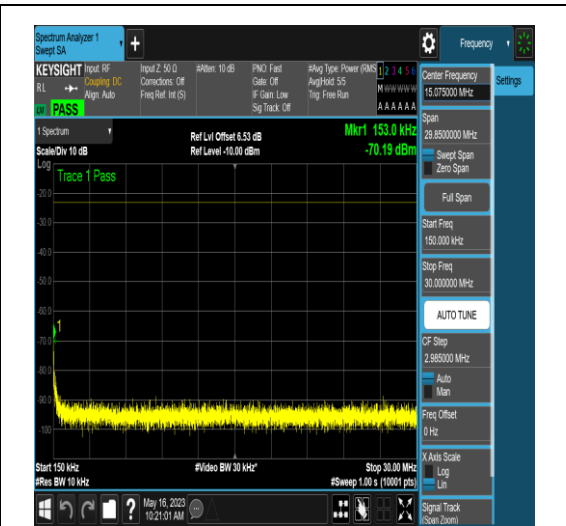 Spectrum Analyzer 1
Swept SA
Frequency
KEYSIGHT
RL
PASS
Input: RF
Coupling: DC
Align: Auto
Input Z: 50 Ω
Corrections: Off
Freq Ref: Int (S)
#Atten: 10 dB
PNO: Fast
Gate: Off
IF Gain: Low
Sig Track: Off
#Avg Type: Power (RMS
Avg|Hold: 5/5
Trig: Free Run
1 2 3 4 5 6
M W W W W W
A A A A A A
1 Spectrum
Scale/Div 10 dB
Ref Lvl Offset 6.53 dB
Ref Level -10.00 dBm
Mkr1 153.0 kHz
-70.19 dBm
Log
Trace 1 Pass
-20.0
-30.0
-40.0
-50.0
-60.0
-70.0
-80.0
-90.0
-100
1
Start 150 kHz
#Res BW 10 kHz
#Video BW 30 kHz*
Stop 30.00 MHz
#Sweep 1.00 s (10001 pts)
May 16, 2023
10:21:01 AM
Center Frequency
15.075000 MHz
Settings
Span
29.8500000 MHz
Swept Span
Zero Span
Full Span
Start Freq
150.000 kHz
Stop Freq
30.000000 MHz
AUTO TUNE
CF Step
2.985000 MHz
Auto
Man
Freq Offset
0 Hz
X Axis Scale
Log
Lin
Signal Track
(Span Zoom)